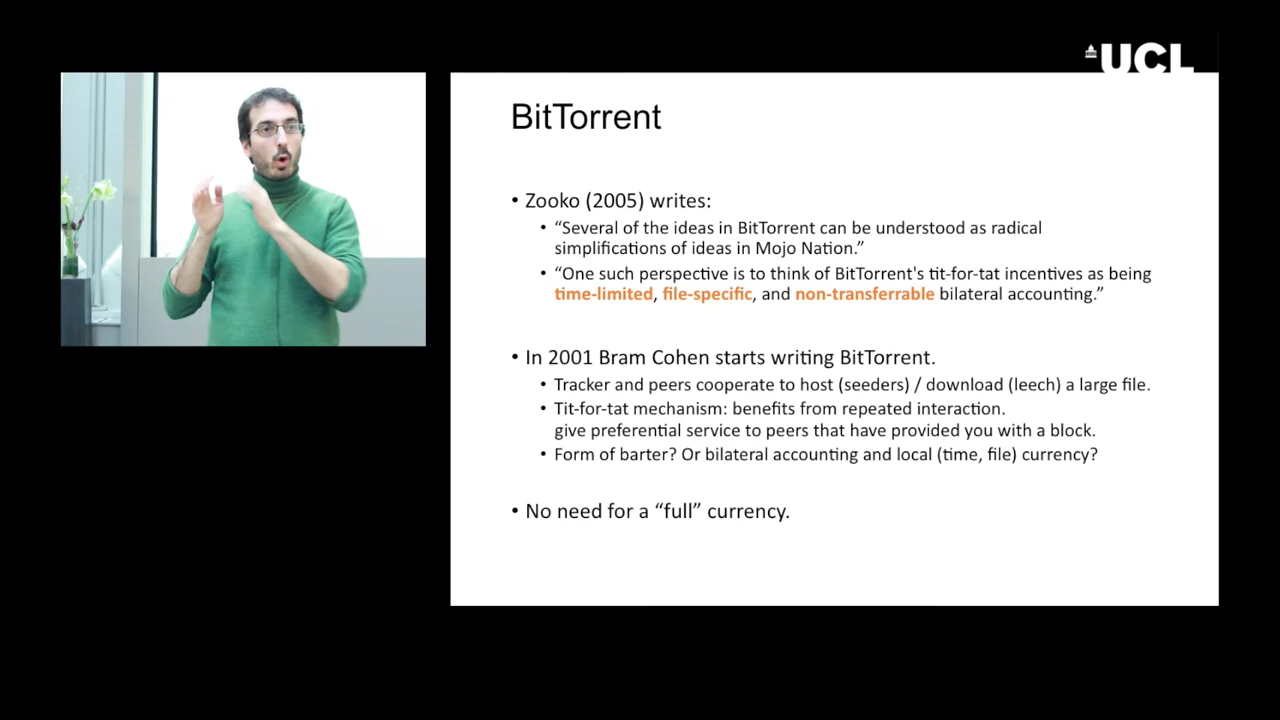 UCL
BitTorrent
• Zooko (2005) writes:
• “Several of the ideas in BitTorrent can be understood as radical
simplifications of ideas in Mojo Nation.”
• “One such perspective is to think of BitTorrent's tit-for-tat incentives as being
time-limited, file-specific, and non-transferrable bilateral accounting.”
• In 2001 Bram Cohen starts writing BitTorrent.
• Tracker and peers cooperate to host (seeders) / download (leech) a large file.
• Tit-for-tat mechanism: benefits from repeated interaction.
give preferential service to peers that have provided you with a block.
• Form of barter? Or bilateral accounting and local (time, file) currency?
• No need for a “full” currency.